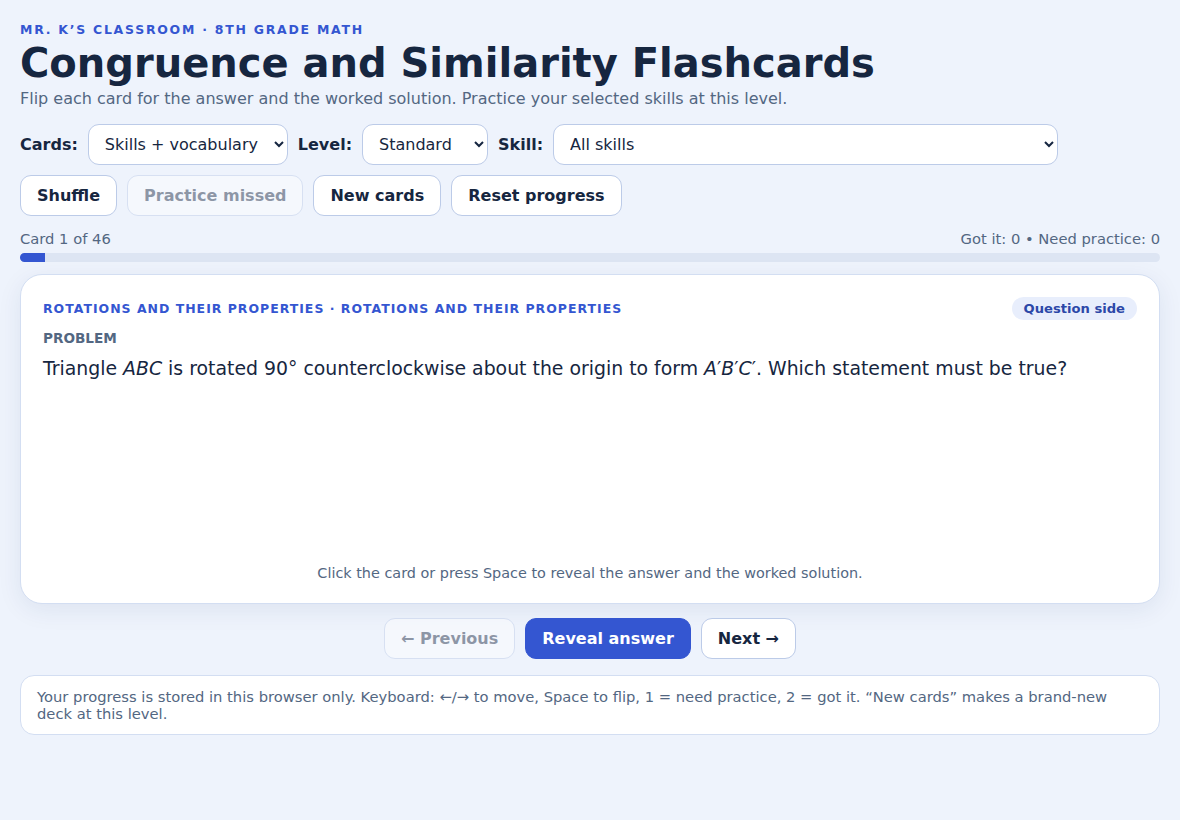 MR. K’S CLASSROOM · 8TH GRADE MATH
Congruence and Similarity Flashcards
Flip each card for the answer and the worked solution. Practice your selected skills at this level.
Cards: Skills + vocabulary Level: Standard Skill: All skills
Shuffle Practice missed New cards Reset progress
Card 1 of 46 Got it: 0 • Need practice: 0
ROTATIONS AND THEIR PROPERTIES · ROTATIONS AND THEIR PROPERTIES Question side
PROBLEM
Triangle ABC is rotated 90° counterclockwise about the origin to form A′B′C′. Which statement must be true?
Click the card or press Space to reveal the answer and the worked solution.
← Previous Reveal answer Next →
Your progress is stored in this browser only. Keyboard: ←/→ to move, Space to flip, 1 = need practice, 2 = got it. “New cards” makes a brand-new
deck at this level.